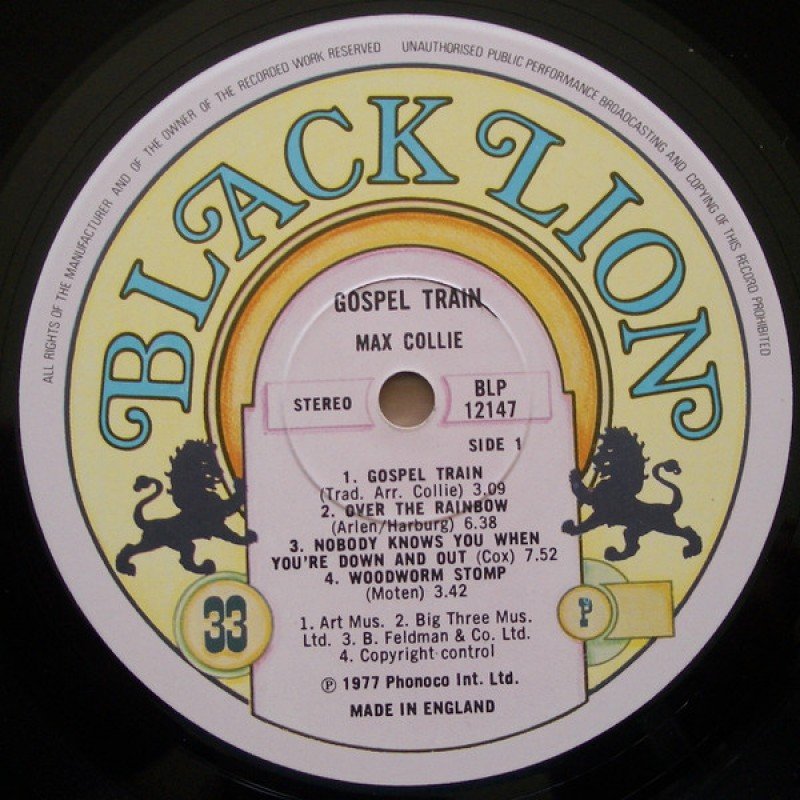 ALL RIGHTS OF THE MANUFACTURER AND OF THE OWNER OF THE RECORDED WORK RESERVED UNAUTHORISED PUBLIC PERFORMANCE BROADCASTING AND COPYING OF THIS RECORD PROHIBITED
BLACK LION
GOSPEL TRAIN
MAX COLLIE
STEREO
BLP
12147
SIDE 1
1. GOSPEL TRAIN
(Trad. Arr. Collie) 3.09
2. OVER THE RAINBOW
(Arlen/Harburg) 6.38
3. NOBODY KNOWS YOU WHEN
YOU'RE DOWN AND OUT (Cox) 7.52
4. WOODWORM STOMP
(Moten) 3.42
33
P
1. Art Mus. 2. Big Three Mus.
Ltd. 3. B. Feldman & Co. Ltd.
4. Copyright control
℗ 1977 Phonoco Int. Ltd.
MADE IN ENGLAND